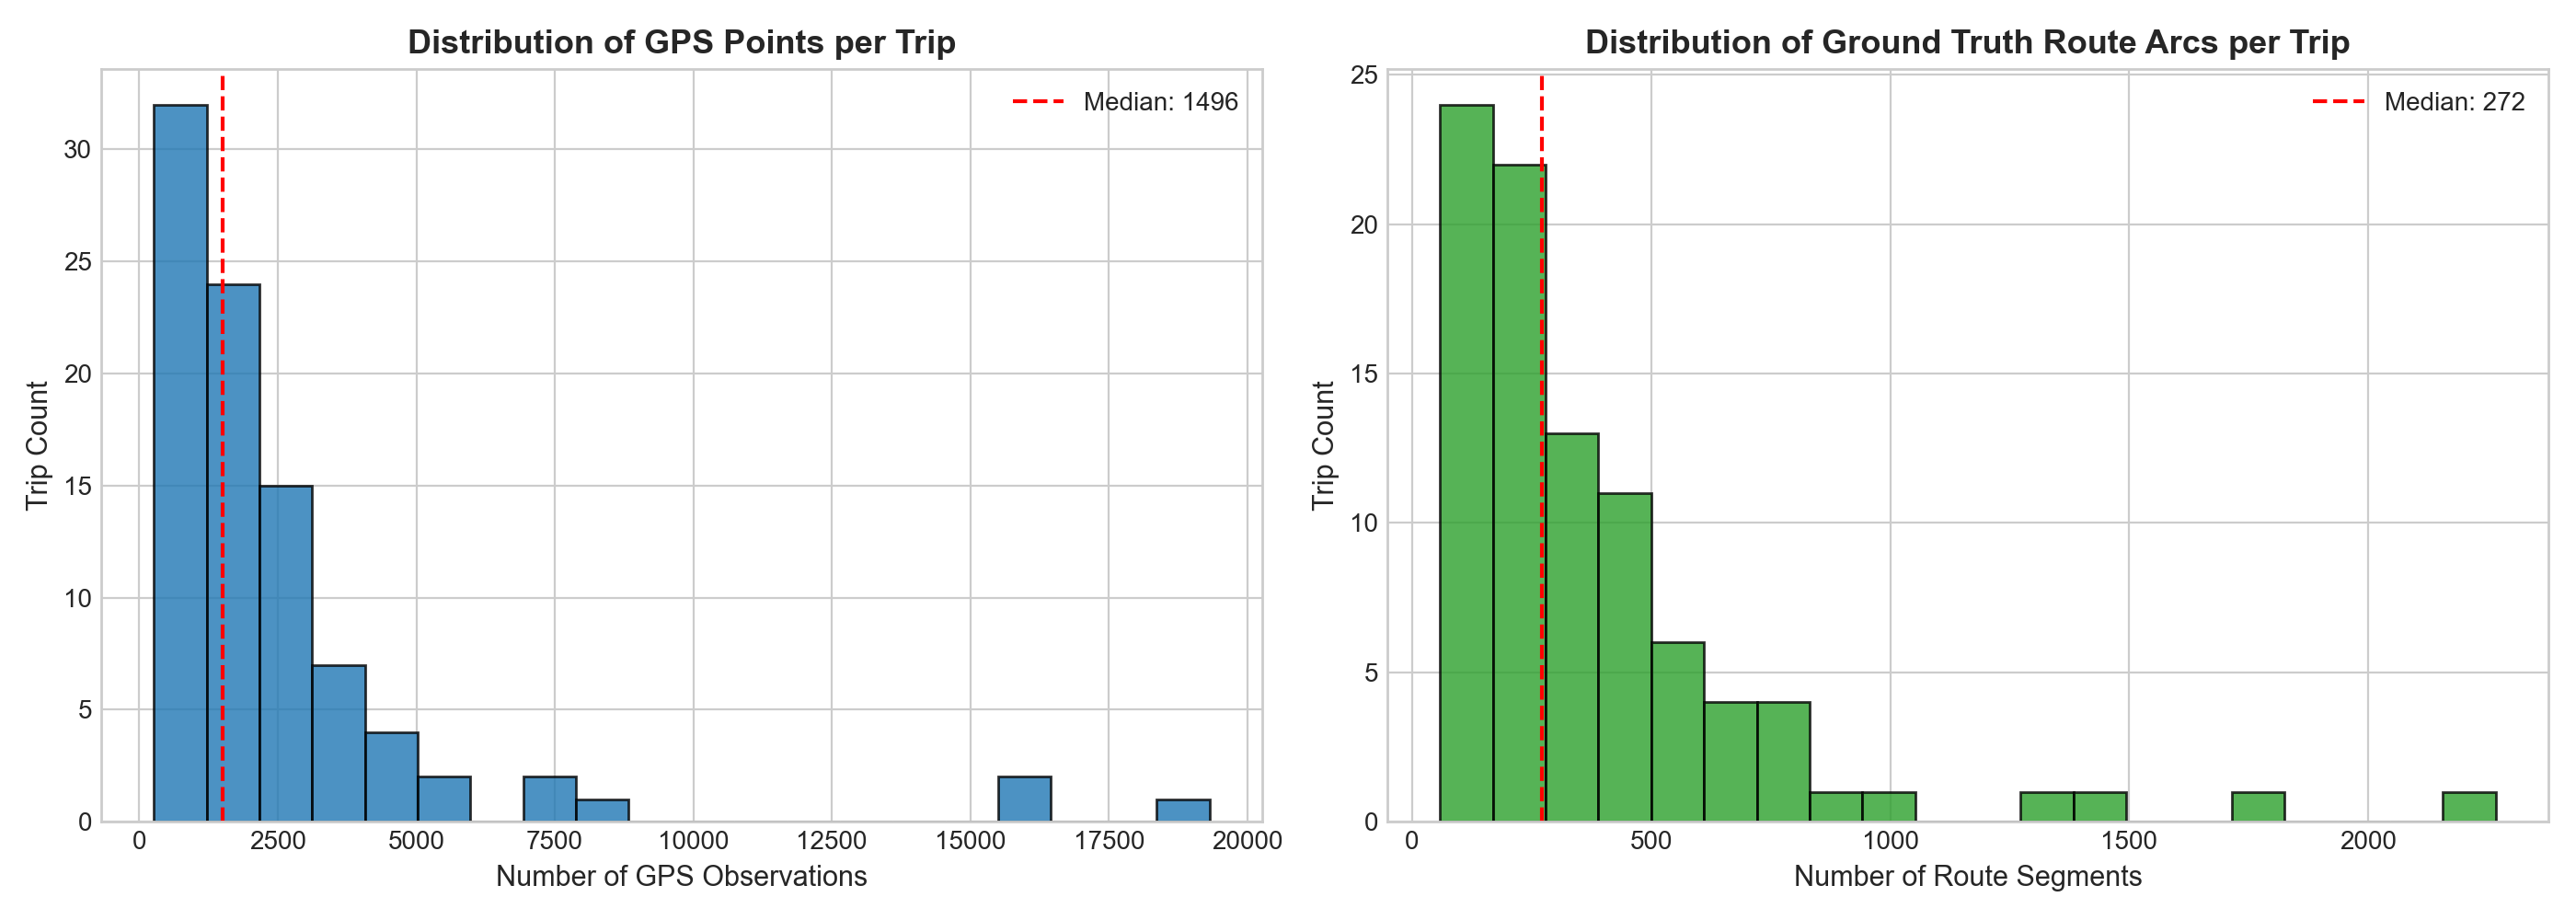 Distribution of GPS Points per Trip
Median: 1496
Trip Count
30
25
20
15
10
5
0
0 2500 5000 7500 10000 12500 15000 17500 20000
Number of GPS Observations
Distribution of Ground Truth Route Arcs per Trip
Median: 272
Trip Count
25
20
15
10
5
0
0 500 1000 1500 2000
Number of Route Segments